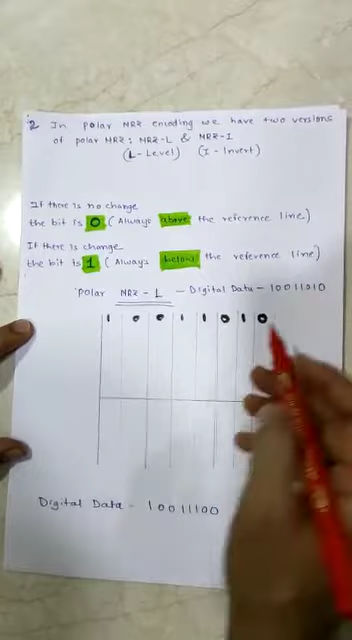 2 In polar NRZ encoding we have two versions
of polar NRZ: NRZ-L & NRZ-I
(L-Level) (I-Invert)
If there is no change
the bit is 0 (Always above the reference line)
If there is change
the bit is 1 (Always below the reference line)
Polar NRZ-L - Digital Data - 10011010
1 0 0 1 1 0 1 0
Digital Data - 10011100